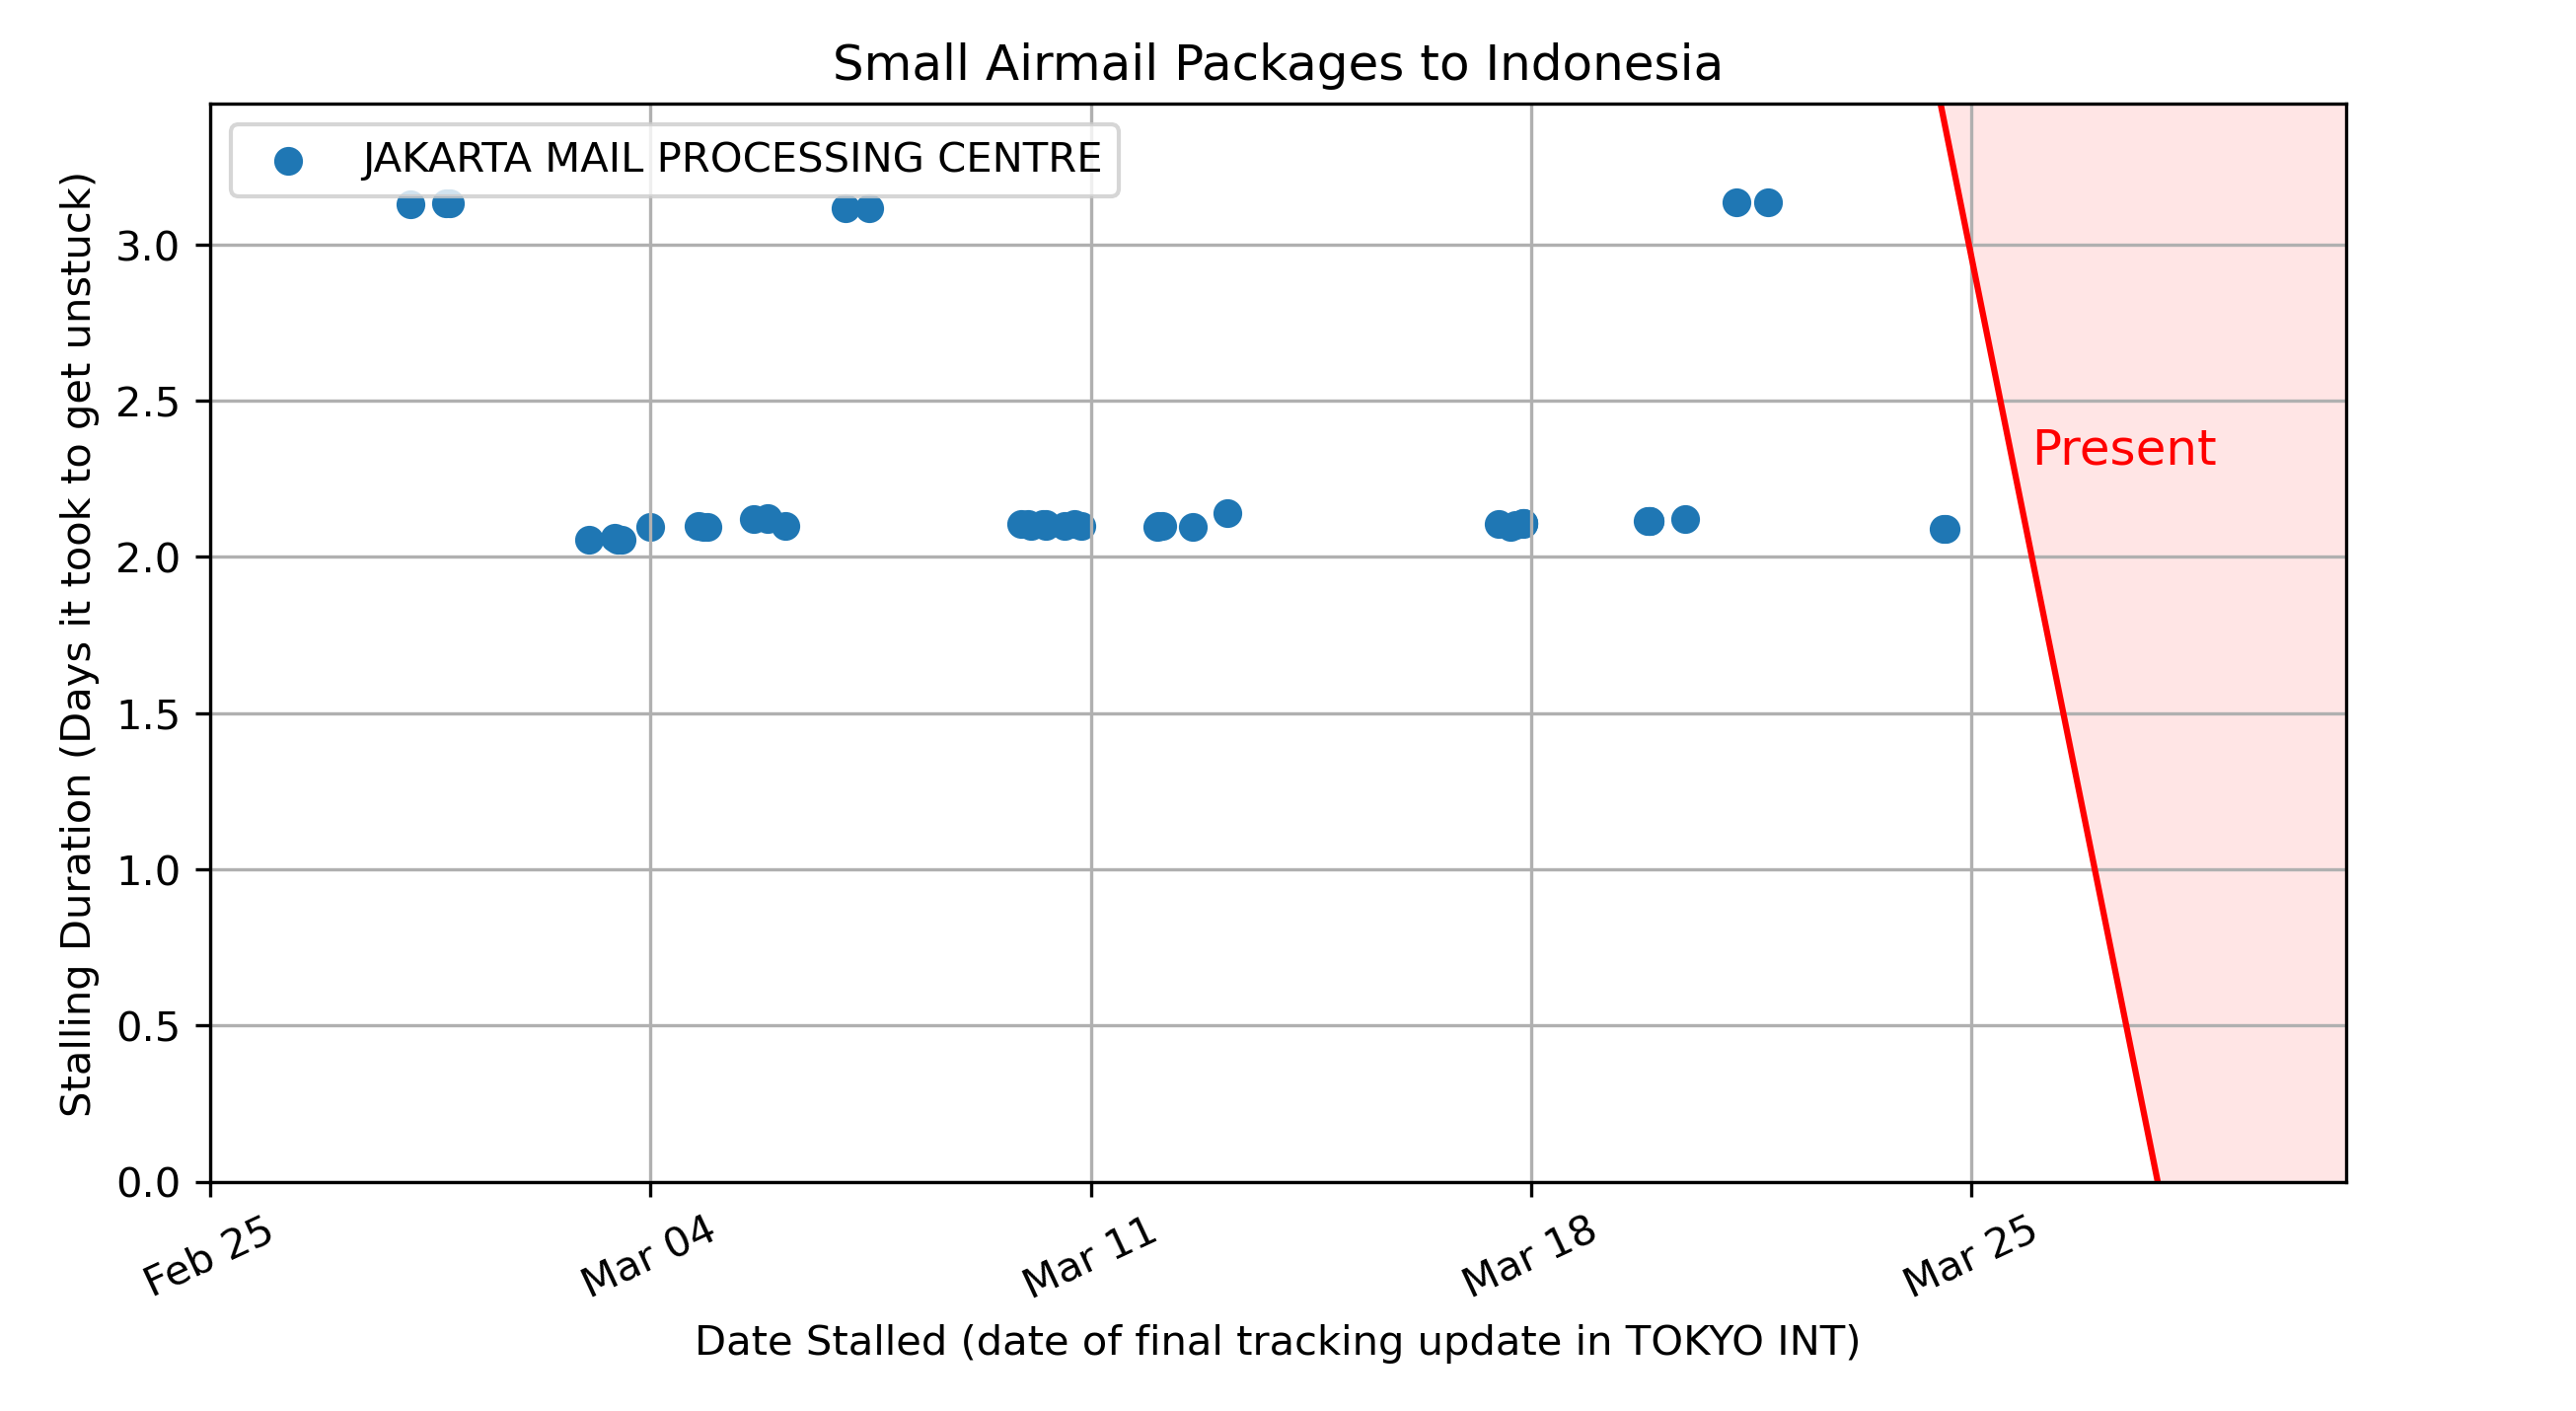 Small Airmail Packages to Indonesia
JAKARTA MAIL PROCESSING CENTRE
Stalling Duration (Days it took to get unstuck)
3.0
2.5
2.0
1.5
1.0
0.5
0.0
Present
Feb 25
Mar 04
Mar 11
Mar 18
Mar 25
Date Stalled (date of final tracking update in TOKYO INT)